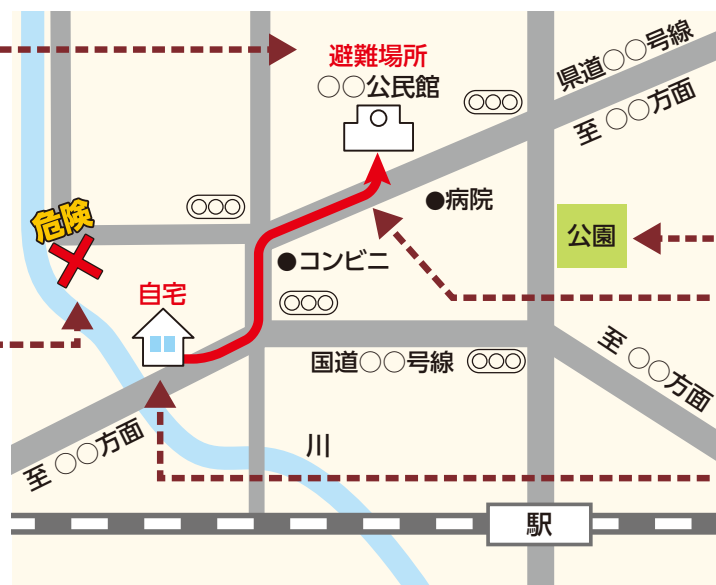 避難場所
○○公民館
県道○○号線
至 ○○方面
○○○
○○○
●病院
危険
公園
●コンビニ
自宅
○○○
国道○○号線
○○○
至 ○○方面
至 ○○方面
川
駅